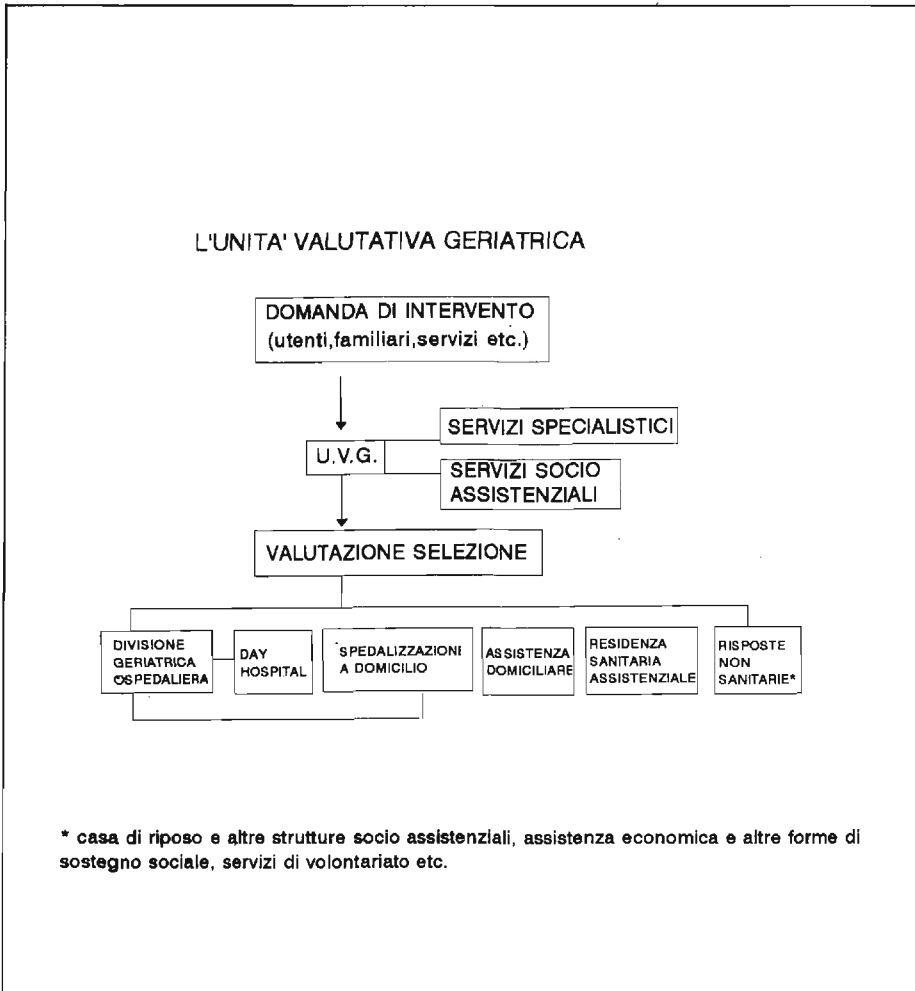 L'UNITA' VALUTATIVA GERIATRICA
DOMANDA DI INTERVENTO
(utenti,familiari,servizi etc.)
SERVIZI SPECIALISTICI
U.V.G.
SERVIZI SOCIO
ASSISTENZIALI
VALUTAZIONE SELEZIONE
DIVISIONE
GERIATRICA
OSPEDALIERA
DAY
HOSPITAL
SPEDALIZZAZIONE
A DOMICILIO
ASSISTENZA
DOMICILIARE
RESIDENZA
SANITARIA
ASSISTENZIALE
RISPOSTE
NON
SANITARIE*
* casa di riposo e altre strutture socio assistenziali, assistenza economica e altre forme di
sostegno sociale, servizi di volontariato etc.